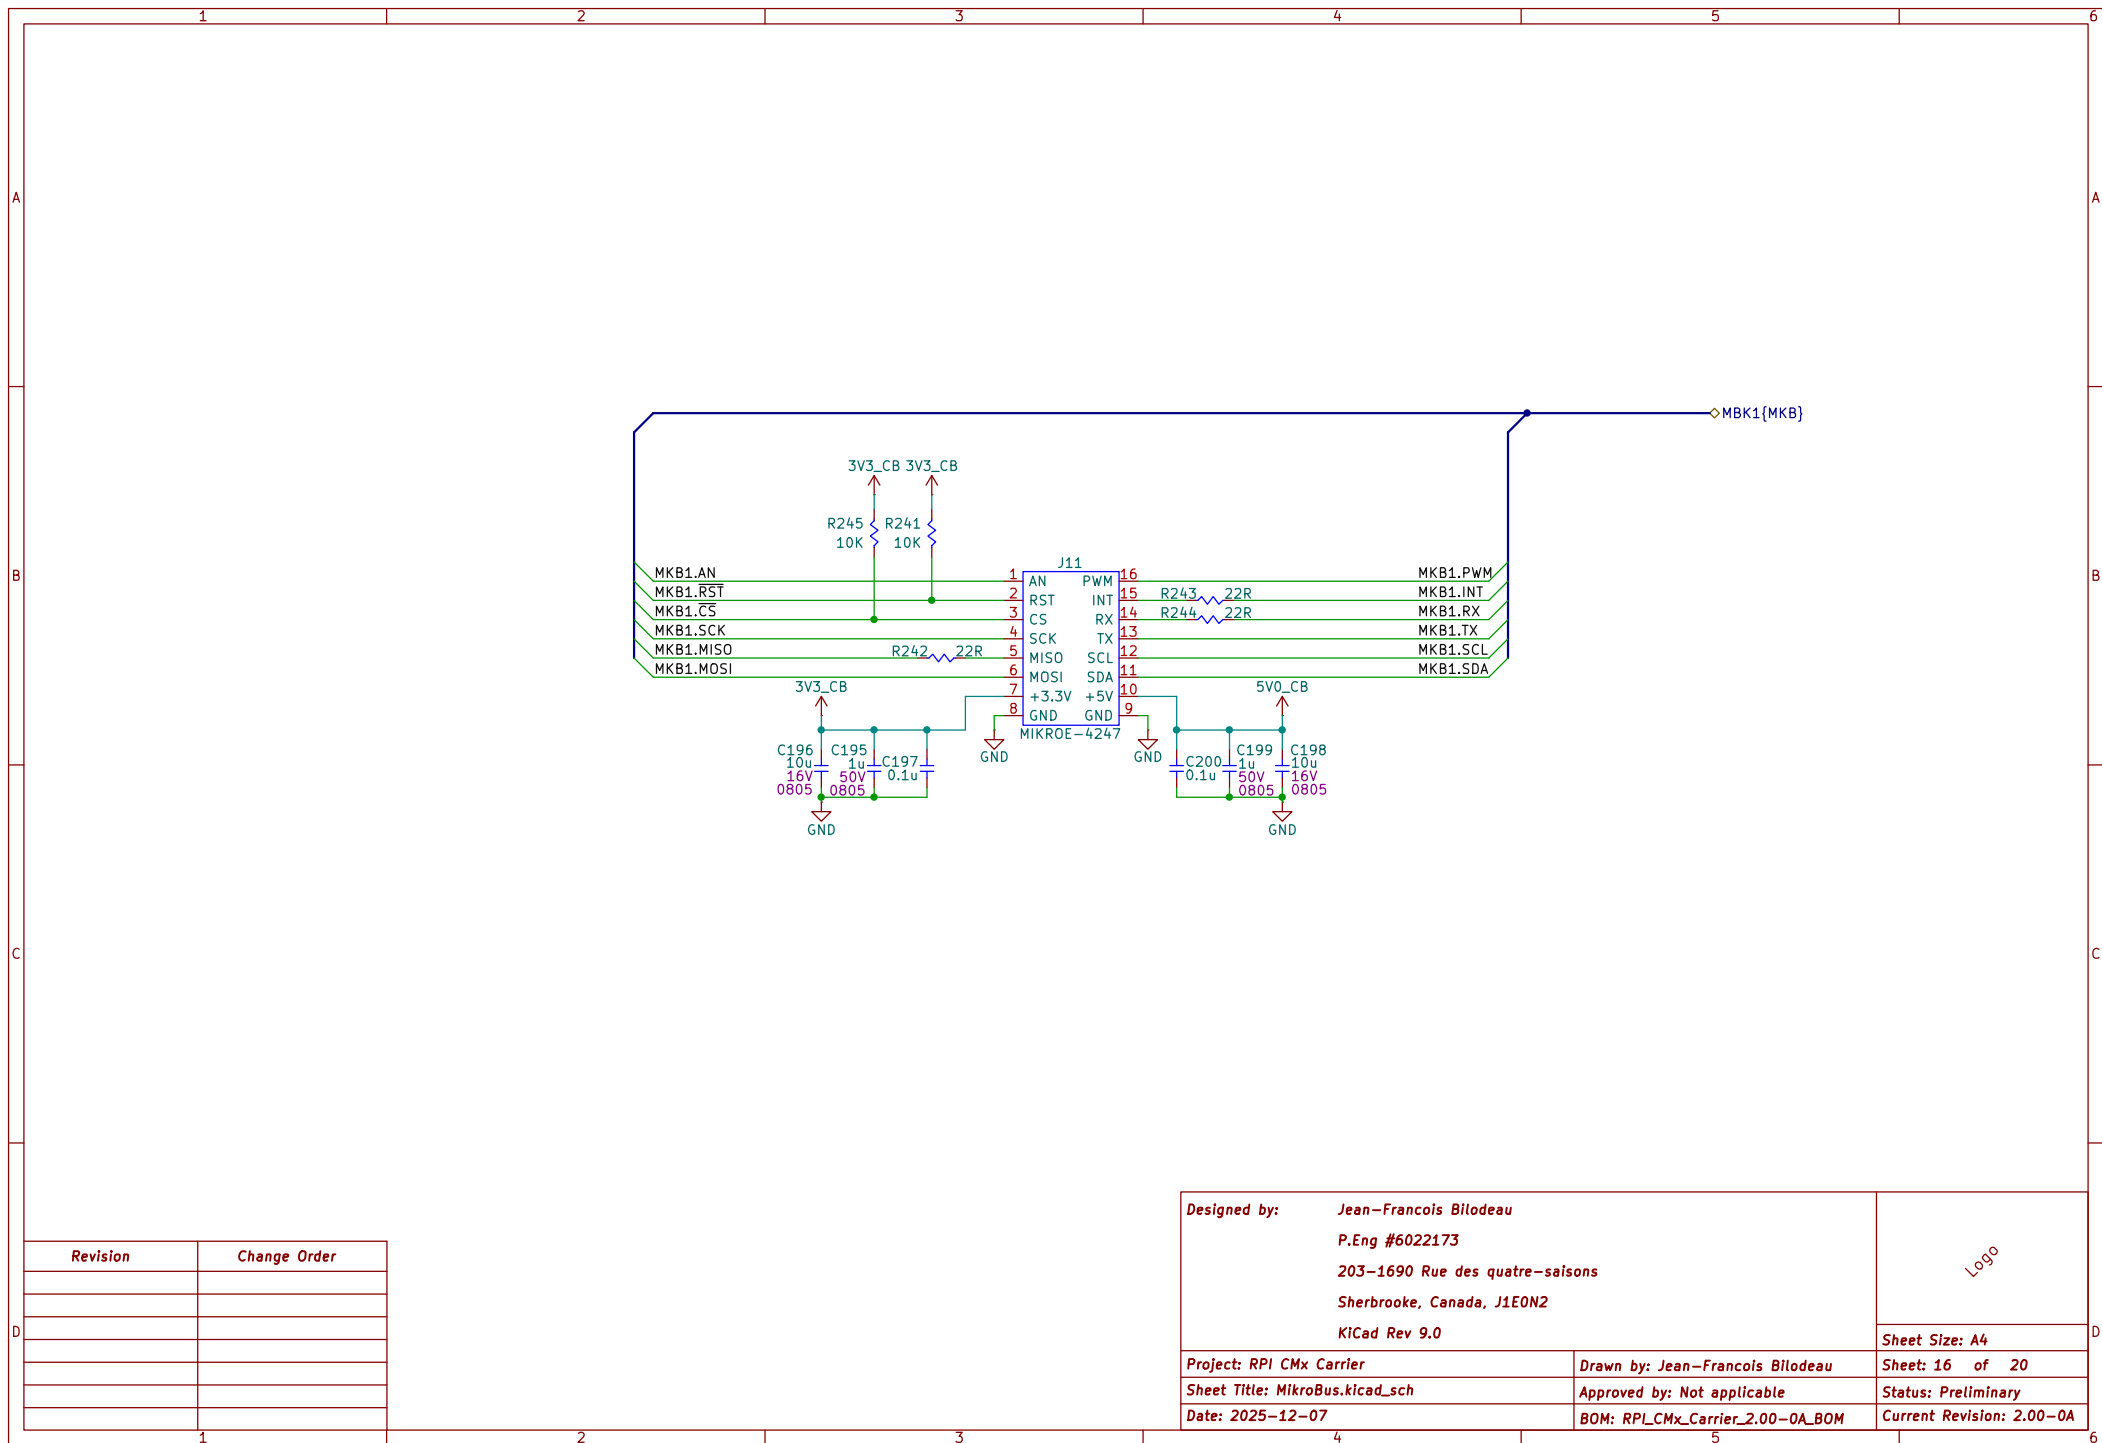 1 2 3 4 5 6
A A
MBK1{MKB}
3V3_CB 3V3_CB
R245 R241
10K 10K
J11
B B
MKB1.AN 1 AN PWM 16 MKB1.PWM
MKB1.RST 2 RST INT 15 R243 22R MKB1.INT
MKB1.CS 3 CS RX 14 R244 22R MKB1.RX
MKB1.SCK 4 SCK TX 13 MKB1.TX
MKB1.MISO R242 22R 5 MISO SCL 12 MKB1.SCL
MKB1.MOSI 6 MOSI SDA 11 MKB1.SDA
3V3_CB 7 +3.3V +5V 10 5V0_CB
8 GND GND 9
MIKROE-4247
GND GND
C196 C195 C197 C200 C199 C198
10u 1u 0.1u 0.1u 1u 10u
16V 50V 50V 16V
0805 0805 0805 0805
GND GND
C C
Designed by: Jean-Francois Bilodeau
P.Eng #6022173
203-1690 Rue des quatre-saisons
Sherbrooke, Canada, J1E0N2
KiCad Rev 9.0
Logo
Revision Change Order
D D
Sheet Size: A4
Project: RPI CMx Carrier Drawn by: Jean-Francois Bilodeau Sheet: 16 of 20
Sheet Title: MikroBus.kicad_sch Approved by: Not applicable Status: Preliminary
Date: 2025-12-07 BOM: RPI_CMx_Carrier_2.00-0A_BOM Current Revision: 2.00-0A
1 2 3 4 5 6